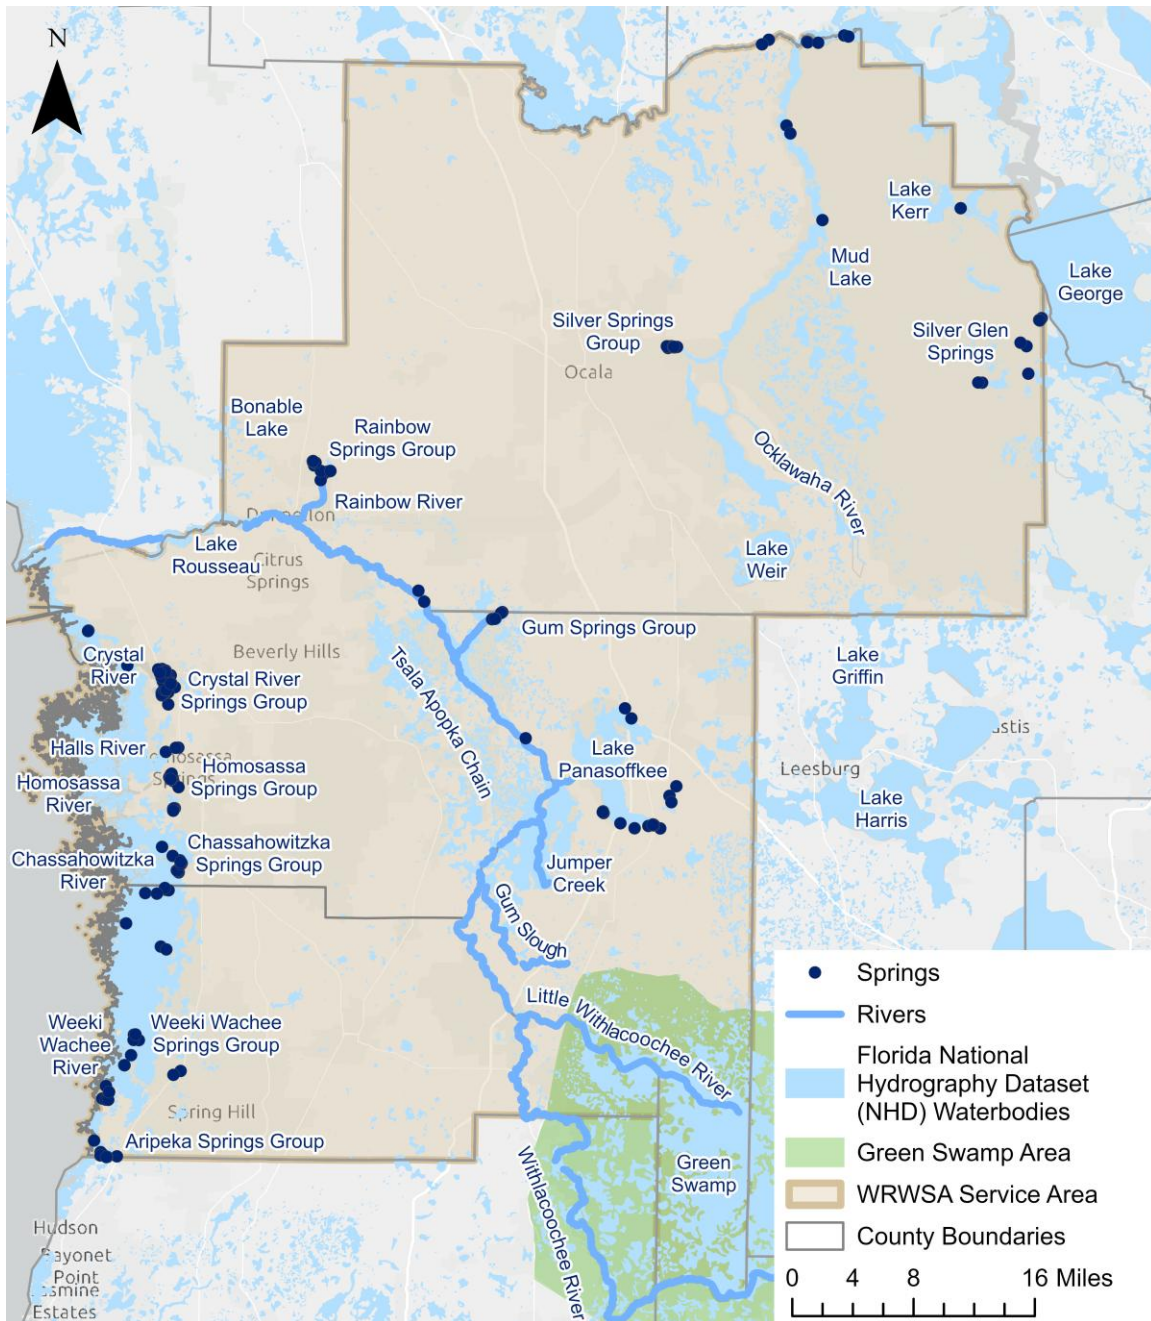 N
Lake
Kerr
Mud
Lake
Lake
George
Silver Springs
Group
Silver Glen
Springs
Ocala
Bonable
Lake
Rainbow
Springs Group
Ocklawaha River
Rainbow River
Lake
Rousseau
Citrus
Springs
Lake
Weir
Gum Springs Group
Crystal
River
Beverly Hills
Crystal River
Springs Group
Tsala Apopka Chain
Lake
Griffin
Halls River
Springs
Homosassa
River
Homosassa
Springs Group
Lake
Panasoffkee
Leesburg
Lake
Harris
Chassahowitzka
River
Chassahowitzka
Springs Group
Jumper
Creek
Gum Slough
Little Withlacoochee River
Weeki
Wachee
River
Weeki Wachee
Springs Group
Spring Hill
Aripeka Springs Group
Withlacoochee River
Green
Swamp
Hudson
Point
Estates
Springs
Rivers
Florida National
Hydrography Dataset
(NHD) Waterbodies
Green Swamp Area
WRWSA Service Area
County Boundaries
0 4 8 16 Miles